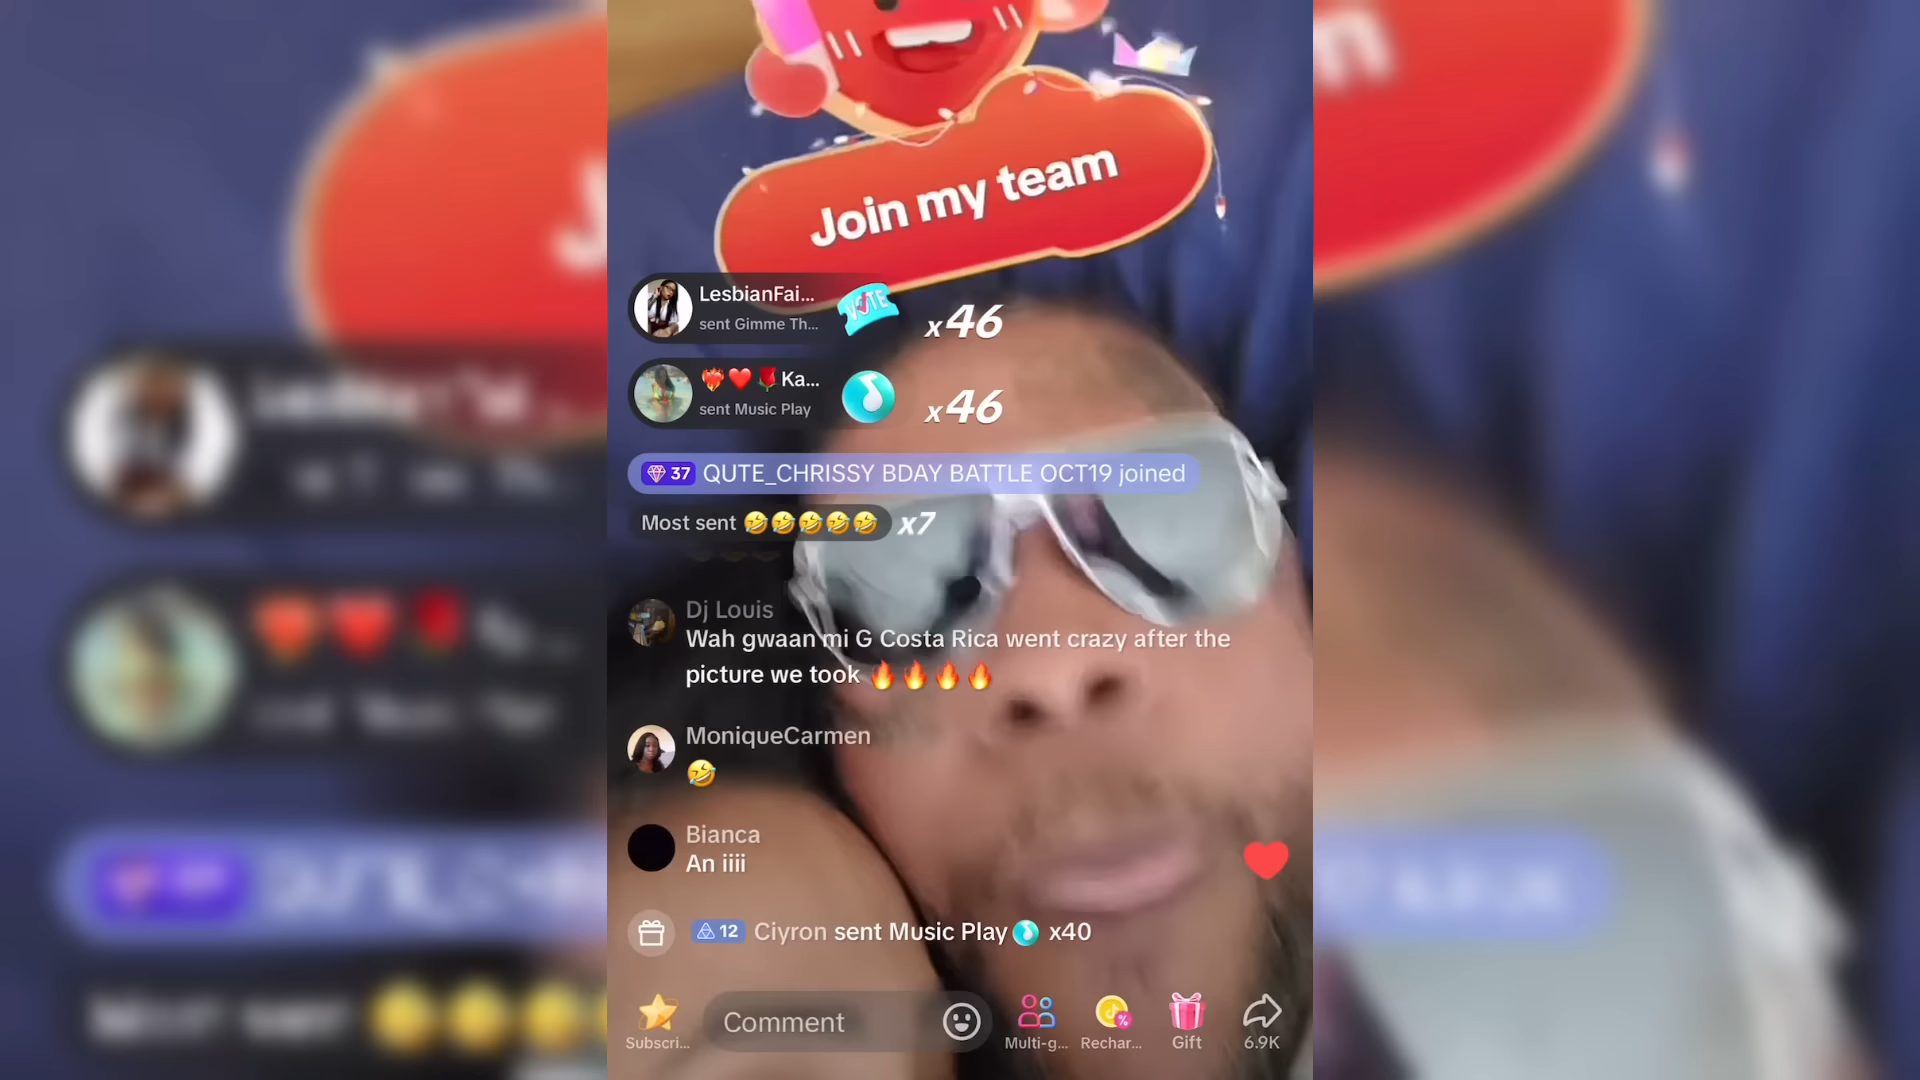 Join my team
LesbianFai...
sent Gimme Th...
VOTE
x46
❤️‍🔥❤️🌹Ka...
sent Music Play
x46
37 QUTE_CHRISSY BDAY BATTLE OCT19 joined
Most sent 🤣🤣🤣🤣🤣 x7
Dj Louis
Wah gwaan mi G Costa Rica went crazy after the
picture we took 🔥🔥🔥🔥
MoniqueCarmen
🤣
Bianca
An iiii
12 Ciyron sent Music Play x40
Comment
Subscri...
Multi-g...
Rechar...
Gift
6.9K